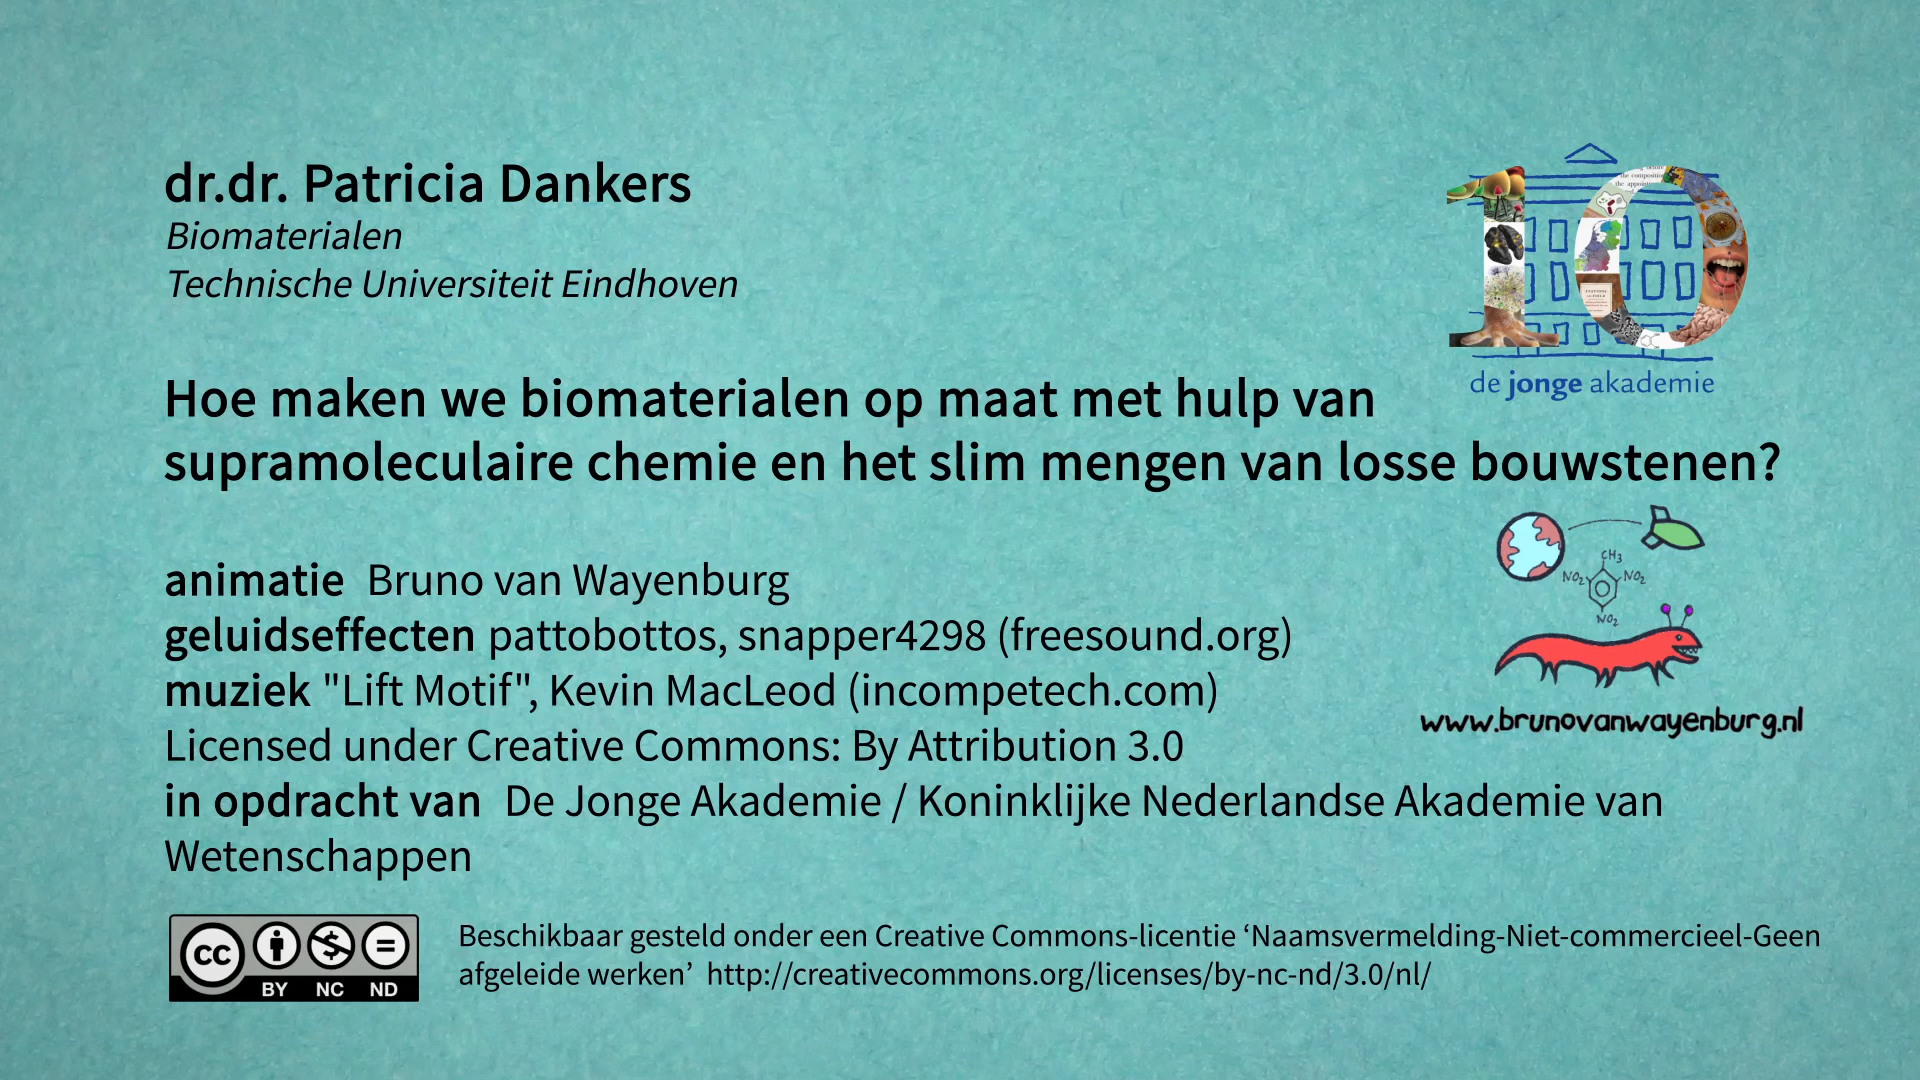 dr.dr. Patricia Dankers
Biomaterialen
Technische Universiteit Eindhoven
10
de jonge akademie
Hoe maken we biomaterialen op maat met hulp van
supramoleculaire chemie en het slim mengen van losse bouwstenen?
CH3
NO2 NO2
NO2
www.brunovanwayenburg.nl
animatie Bruno van Wayenburg
geluidseffecten pattobottos, snapper4298 (freesound.org)
muziek "Lift Motif", Kevin MacLeod (incompetech.com)
Licensed under Creative Commons: By Attribution 3.0
in opdracht van De Jonge Akademie / Koninklijke Nederlandse Akademie van
Wetenschappen
cc
BY NC ND
Beschikbaar gesteld onder een Creative Commons-licentie ‘Naamsvermelding-Niet-commercieel-Geen
afgeleide werken’ http://creativecommons.org/licenses/by-nc-nd/3.0/nl/